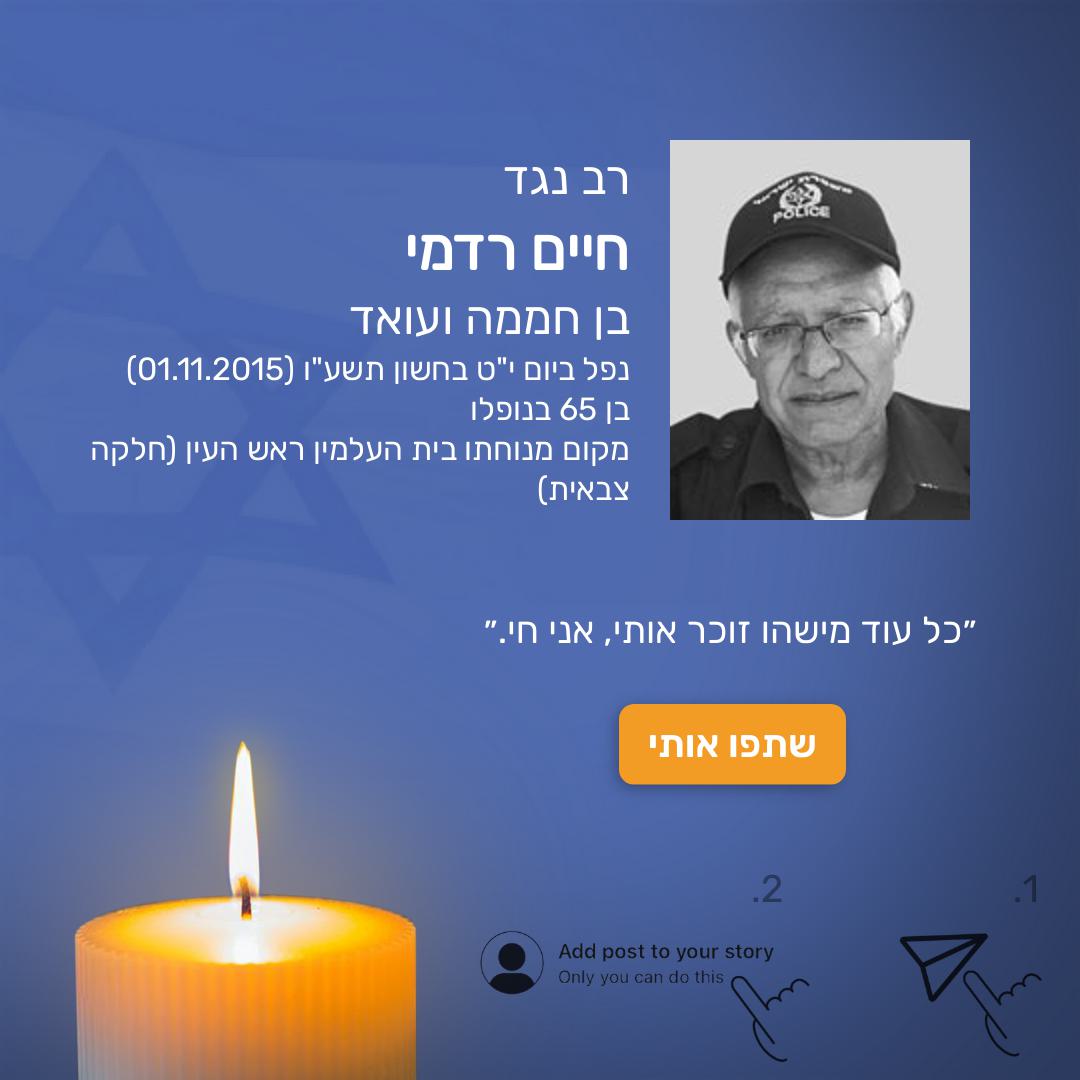 רב נגד
חיים רדמי
בן חממה ועואד
נפל ביום י"ט בחשון תשע"ו (01.11.2015)
בן 65 בנופלו
מקום מנוחתו בית העלמין ראש העין (חלקה
צבאית)
משטרת ישראל
POLICE
״כל עוד מישהו זוכר אותי, אני חי.״
שתפו אותי
1.
2.
Add post to your story
Only you can do this